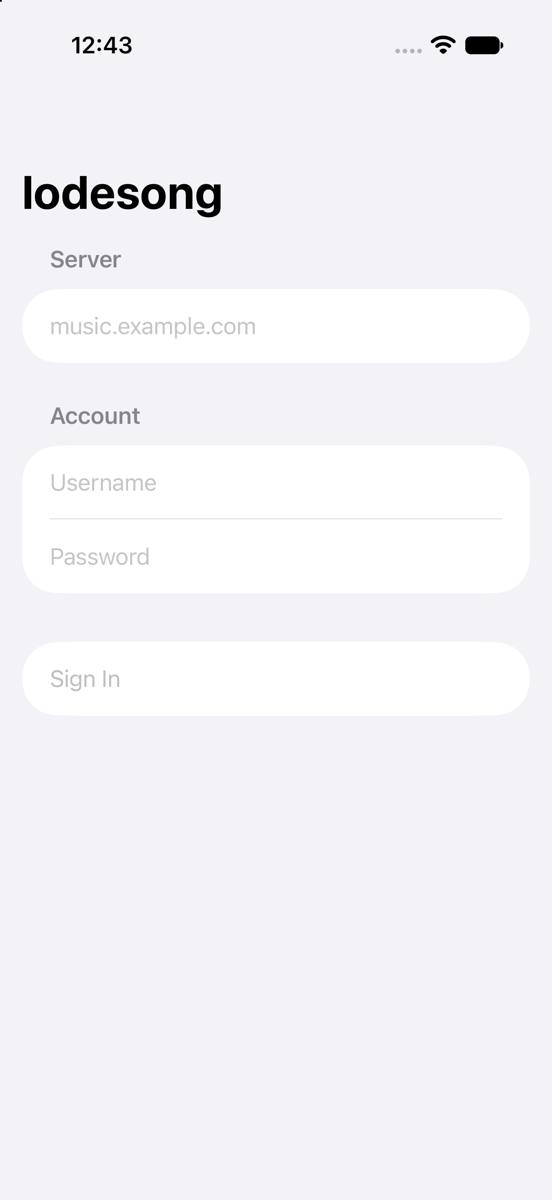 12:43
lodesong
Server
music.example.com
Account
Username
Password
Sign In